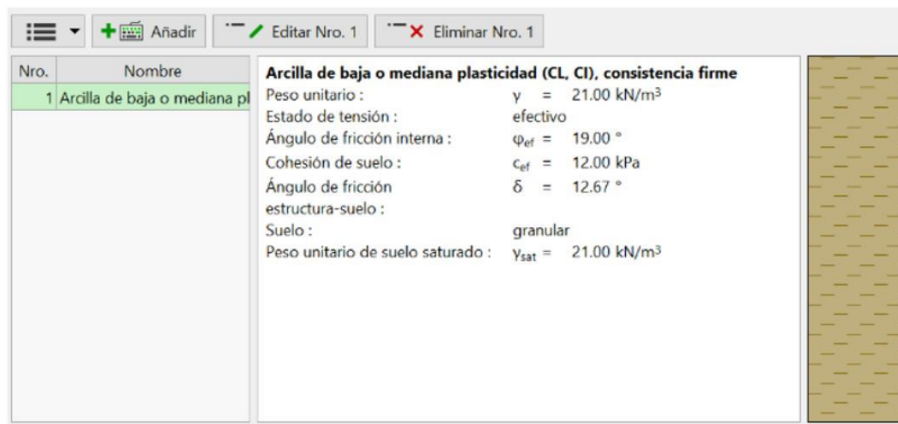 Añadir Editar Nro. 1 Eliminar Nro. 1
Nro. Nombre
1 Arcilla de baja o mediana pl
Arcilla de baja o mediana plasticidad (CL, CI), consistencia firme
Peso unitario : γ = 21.00 kN/m³
Estado de tensión : efectivo
Ángulo de fricción interna : φef = 19.00 °
Cohesión de suelo : cef = 12.00 kPa
Ángulo de fricción δ = 12.67 °
estructura-suelo :
Suelo : granular
Peso unitario de suelo saturado : γsat = 21.00 kN/m³